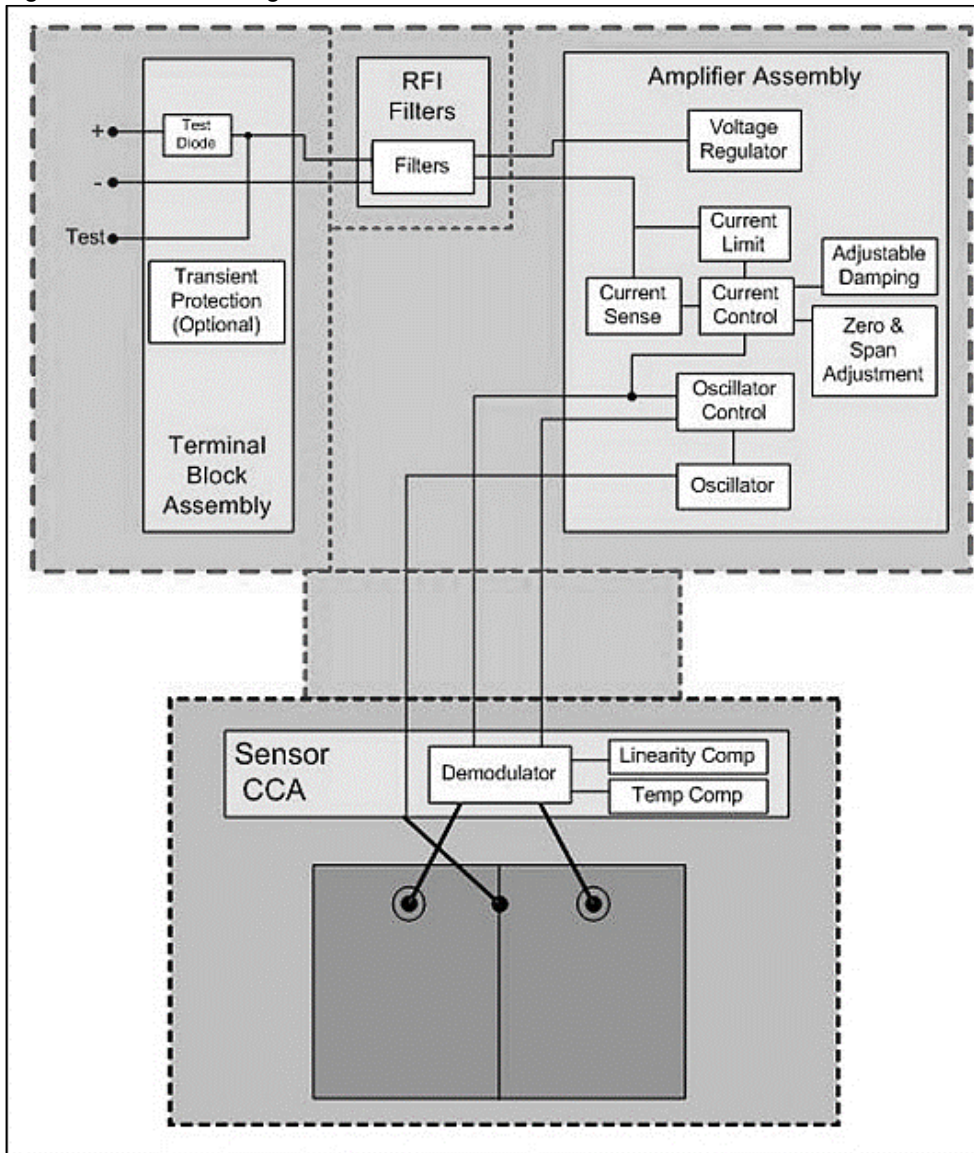 +
-
Test
Test
Diode
Transient
Protection
(Optional)
Terminal
Block
Assembly
RFI
Filters
Filters
Amplifier Assembly
Voltage
Regulator
Current
Limit
Current
Sense
Current
Control
Adjustable
Damping
Zero &
Span
Adjustment
Oscillator
Control
Oscillator
Sensor
CCA
Demodulator
Linearity Comp
Temp Comp